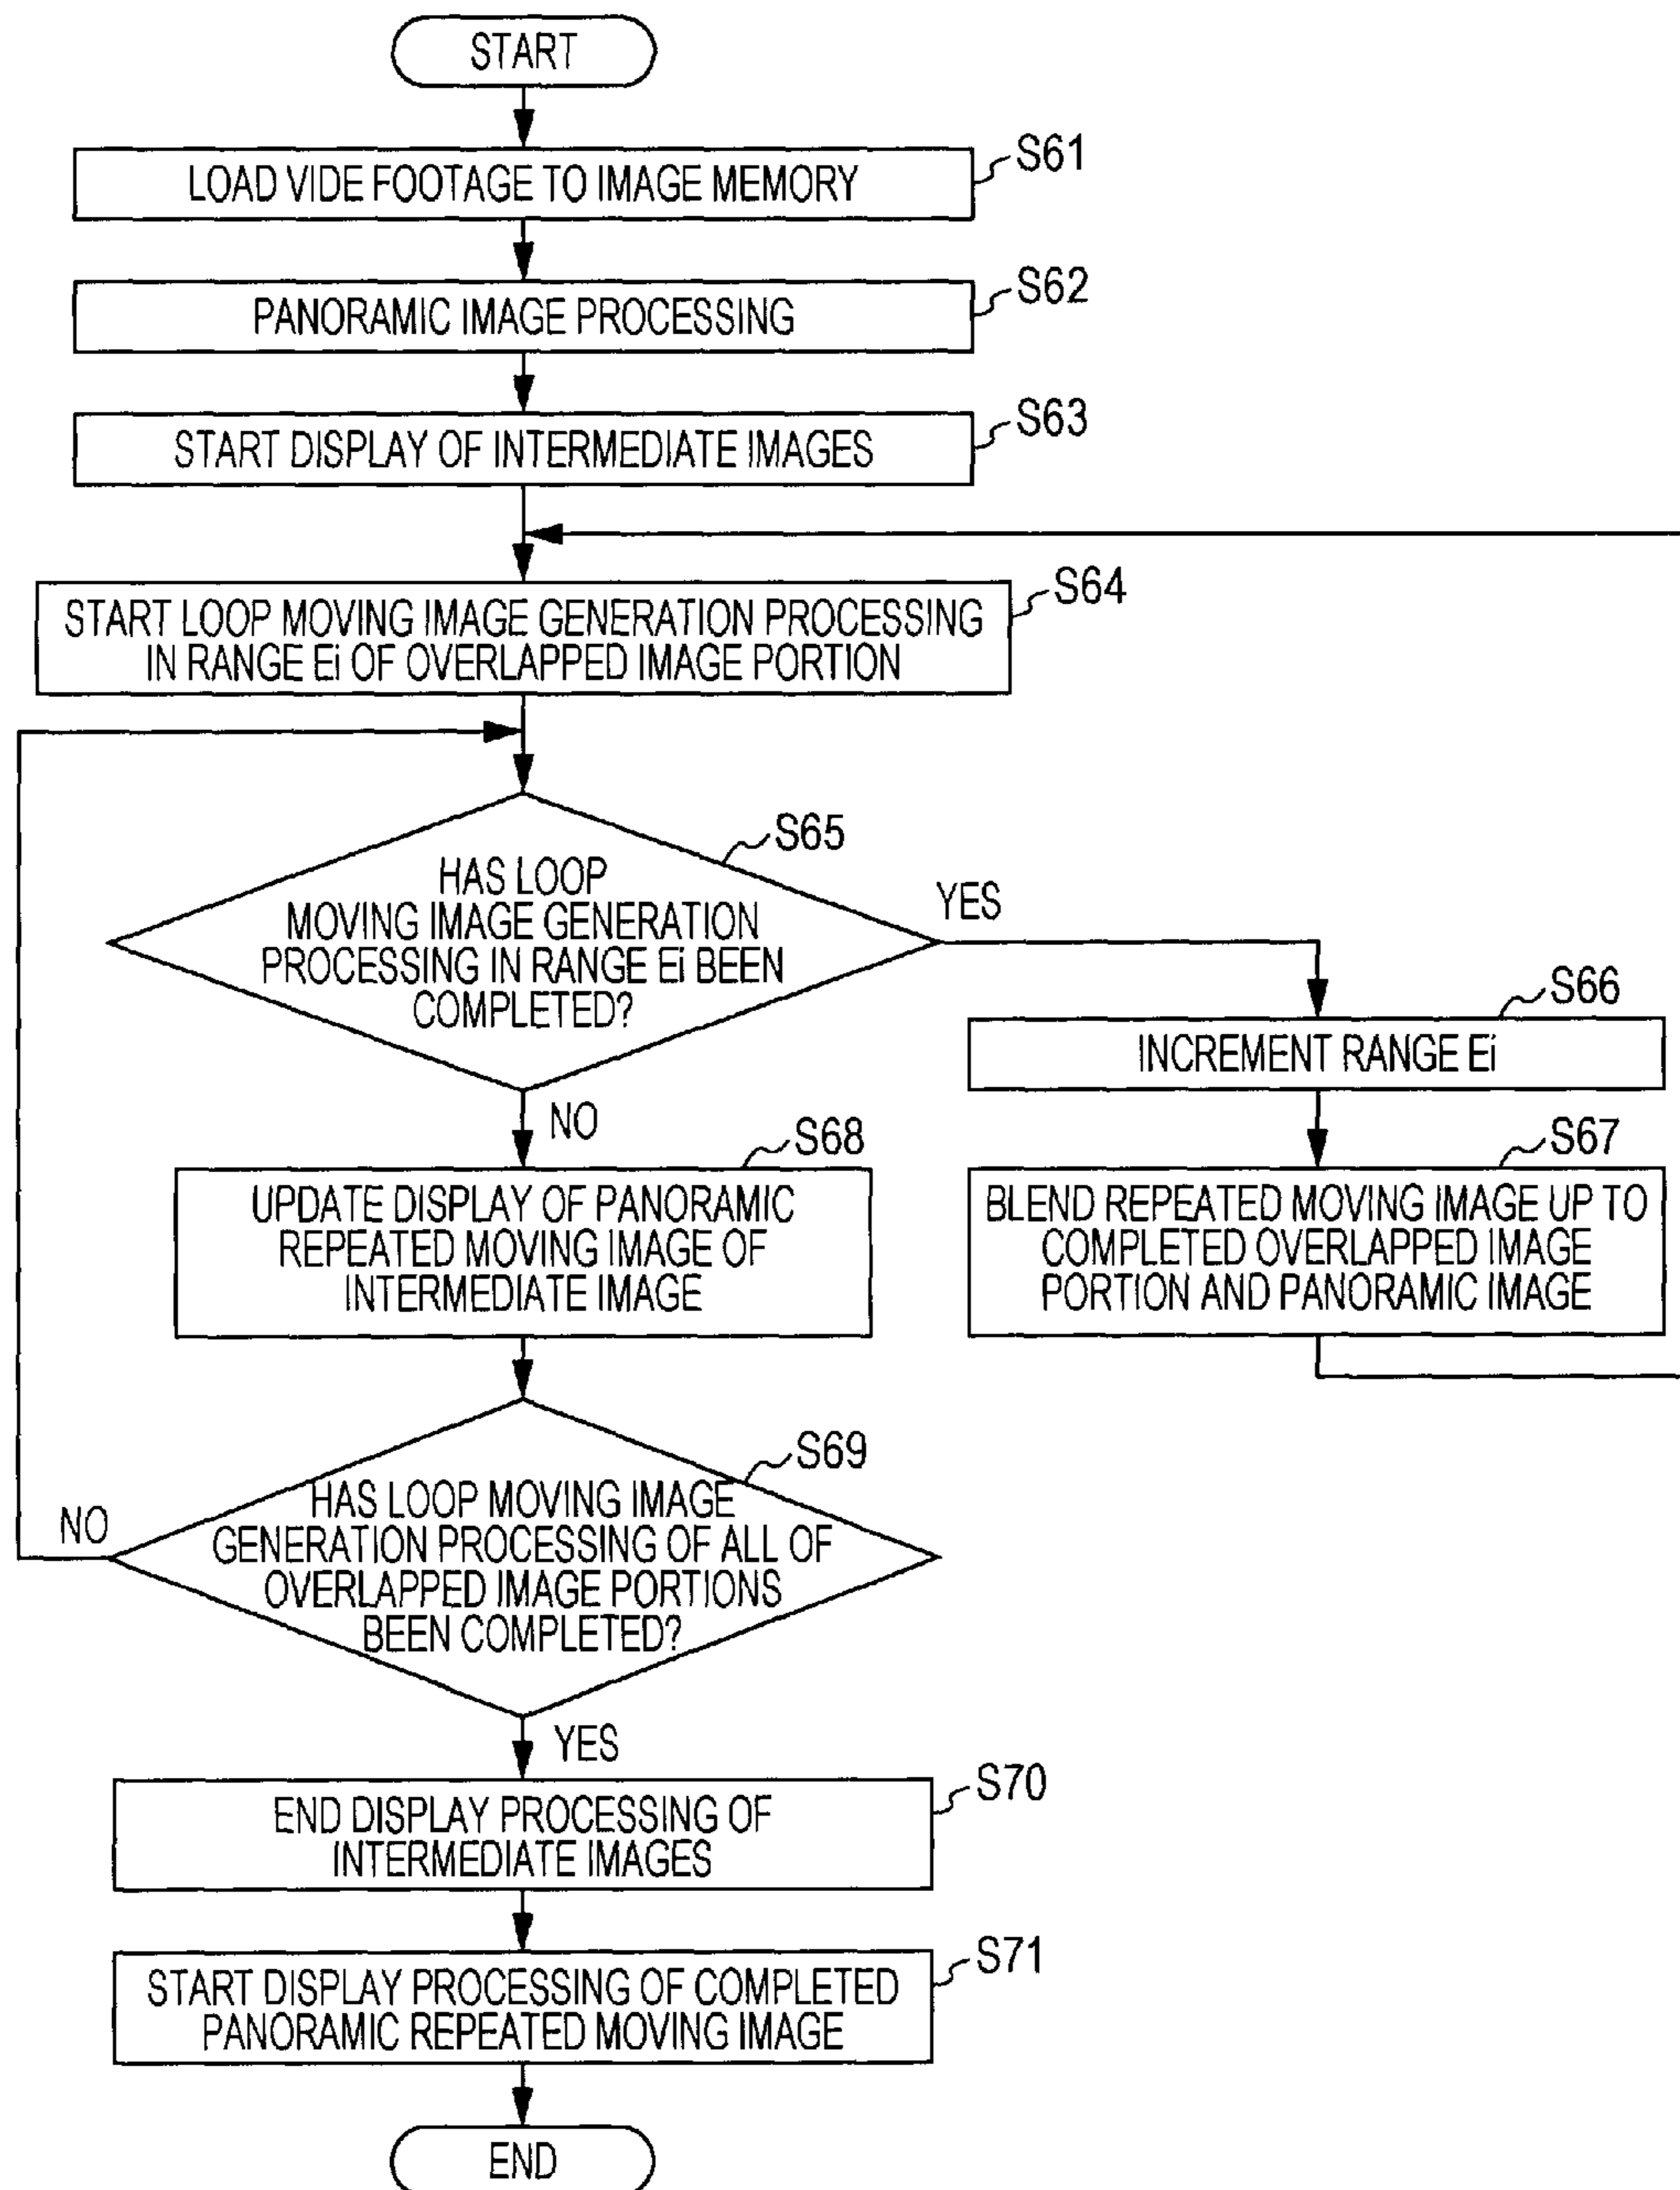 START
LOAD VIDE FOOTAGE TO IMAGE MEMORY
S61
PANORAMIC IMAGE PROCESSING
S62
START DISPLAY OF INTERMEDIATE IMAGES
S63
START LOOP MOVING IMAGE GENERATION PROCESSING
IN RANGE Ei OF OVERLAPPED IMAGE PORTION
S64
HAS LOOP
MOVING IMAGE GENERATION
PROCESSING IN RANGE Ei BEEN
COMPLETED?
S65
YES
INCREMENT RANGE Ei
S66
BLEND REPEATED MOVING IMAGE UP TO
COMPLETED OVERLAPPED IMAGE
PORTION AND PANORAMIC IMAGE
S67
NO
UPDATE DISPLAY OF PANORAMIC
REPEATED MOVING IMAGE OF
INTERMEDIATE IMAGE
S68
HAS LOOP MOVING IMAGE
GENERATION PROCESSING OF ALL OF
OVERLAPPED IMAGE PORTIONS
BEEN COMPLETED?
S69
NO
YES
END DISPLAY PROCESSING OF
INTERMEDIATE IMAGES
S70
START DISPLAY PROCESSING OF COMPLETED
PANORAMIC REPEATED MOVING IMAGE
S71
END